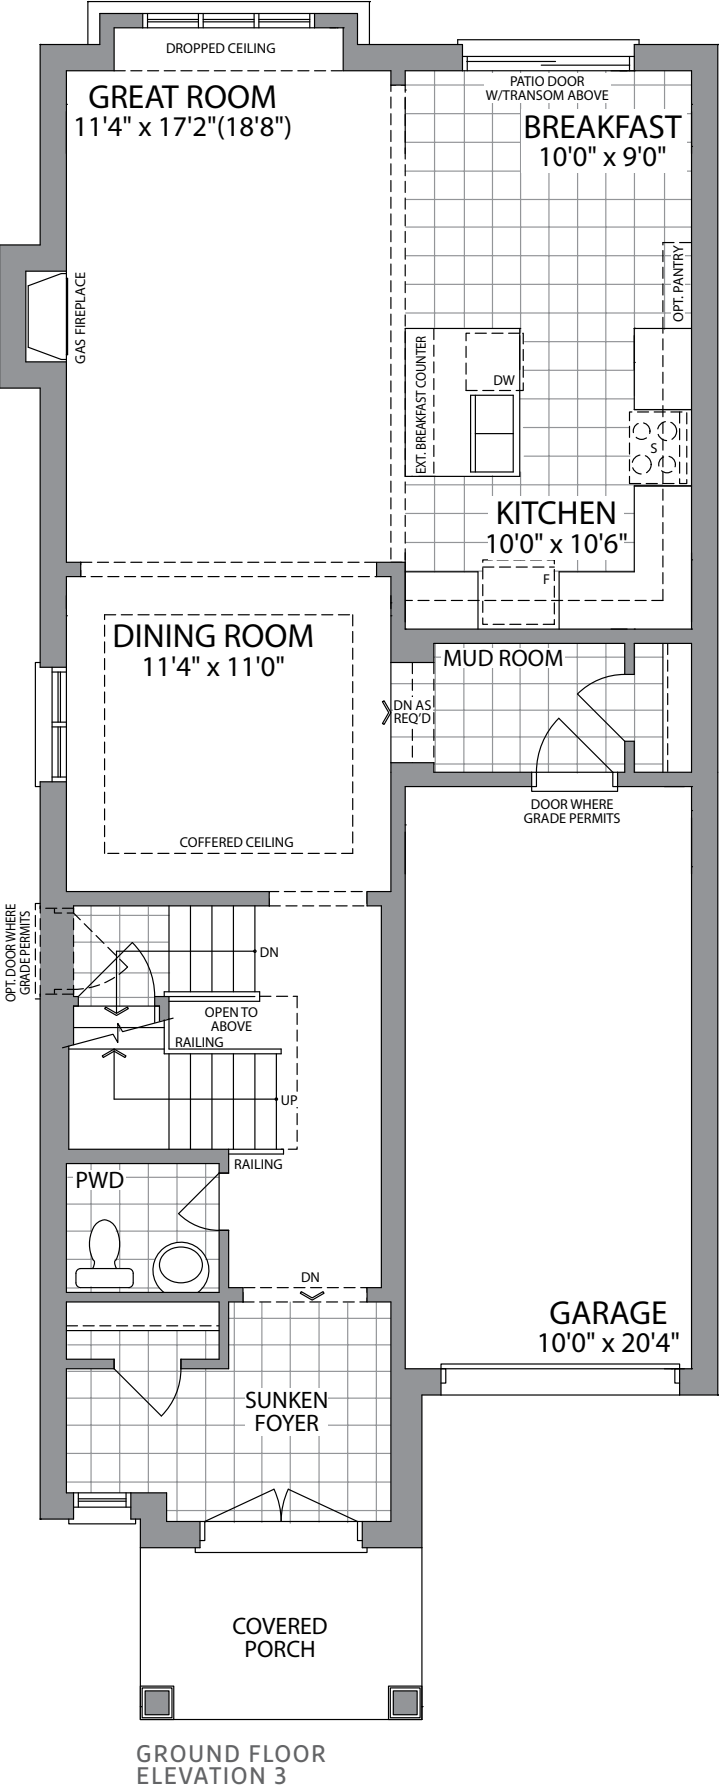 DROPPED CEILING
GREAT ROOM
11'4" x 17'2"(18'8")
PATIO DOOR
W/TRANSOM ABOVE
BREAKFAST
10'0" x 9'0"
GAS FIREPLACE
OPT. PANTRY
EXT. BREAKFAST COUNTER
DW
S
KITCHEN
10'0" x 10'6"
F
DINING ROOM
11'4" x 11'0"
MUD ROOM
DN AS
REQ'D
DOOR WHERE
GRADE PERMITS
COFFERED CEILING
OPT. DOOR WHERE
GRADE PERMITS
DN
OPEN TO
ABOVE
RAILING
UP
RAILING
PWD
DN
GARAGE
10'0" x 20'4"
SUNKEN
FOYER
COVERED
PORCH
GROUND FLOOR
ELEVATION 3